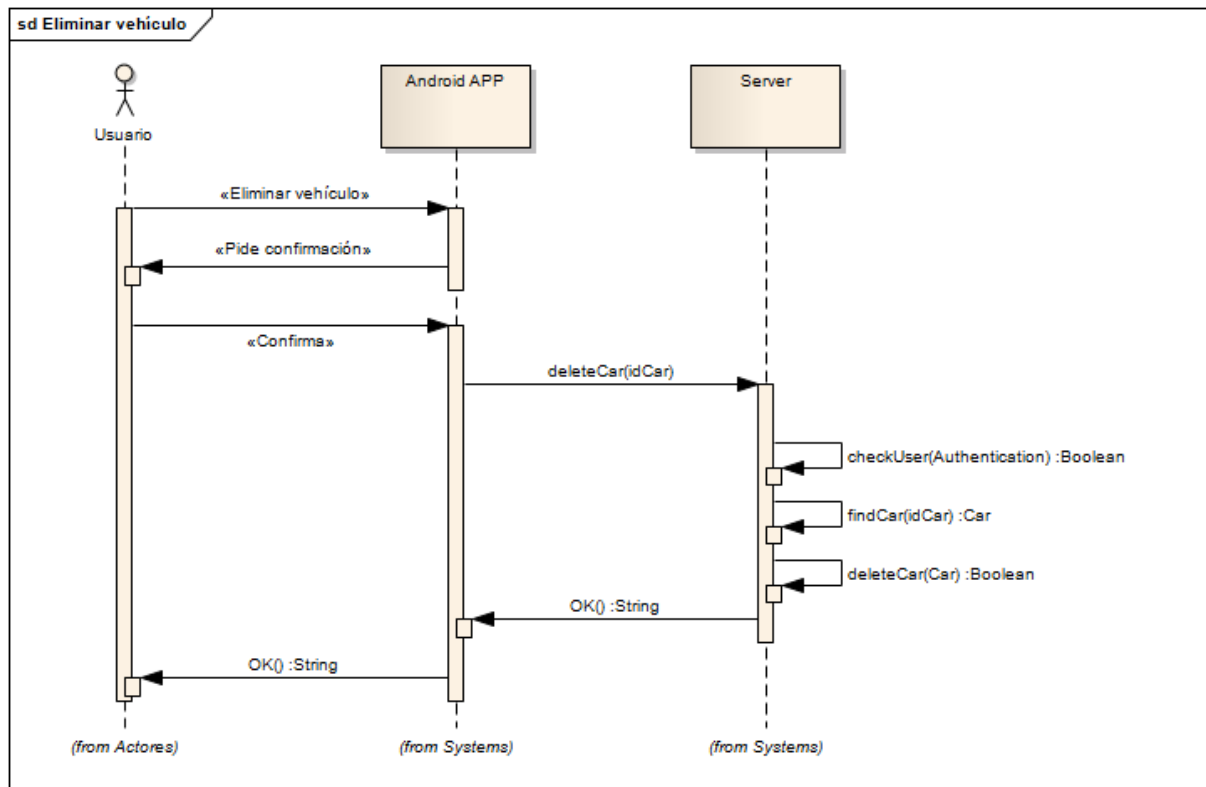 sd Eliminar vehículo
Android APP
Server
Usuario
«Eliminar vehículo»
«Pide confirmación»
«Confirma»
deleteCar(idCar)
checkUser(Authentication) :Boolean
findCar(idCar) :Car
deleteCar(Car) :Boolean
OK() :String
OK() :String
(from Actores)
(from Systems)
(from Systems)